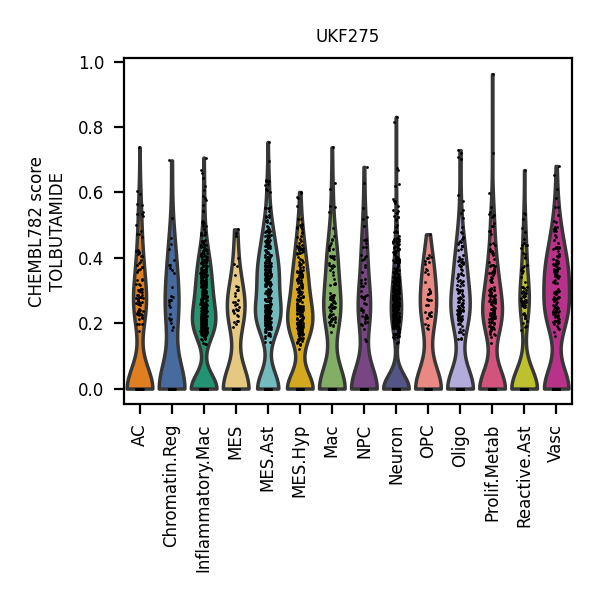 UKF275
CHEMBL782 score
TOLBUTAMIDE
1.0
0.8
0.6
0.4
0.2
0.0
AC
Chromatin.Reg
Inflammatory.Mac
MES
MES.Ast
MES.Hyp
Mac
NPC
Neuron
OPC
Oligo
Prolif.Metab
Reactive.Ast
Vasc